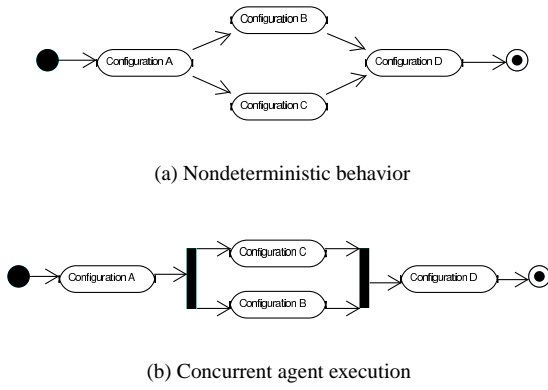 Configuration B
Configuration A
Configuration D
Configuration C
(a) Nondeterministic behavior
Configuration C
Configuration A
Configuration D
Configuration B
(b) Concurrent agent execution